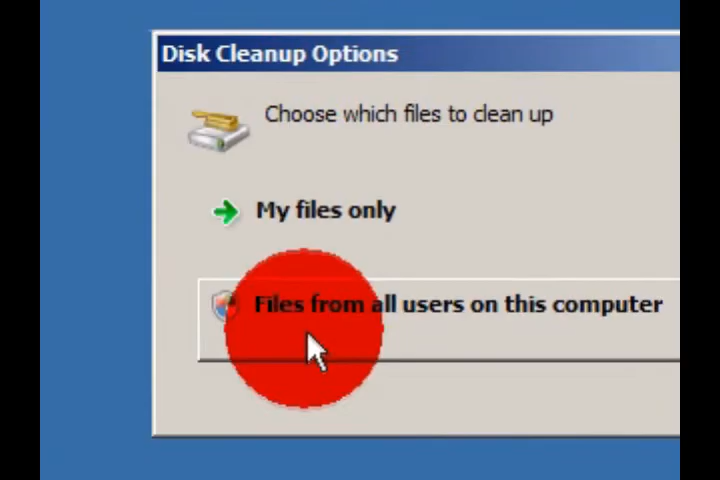 Disk Cleanup Options
Choose which files to clean up
My files only
Files from all users on this computer